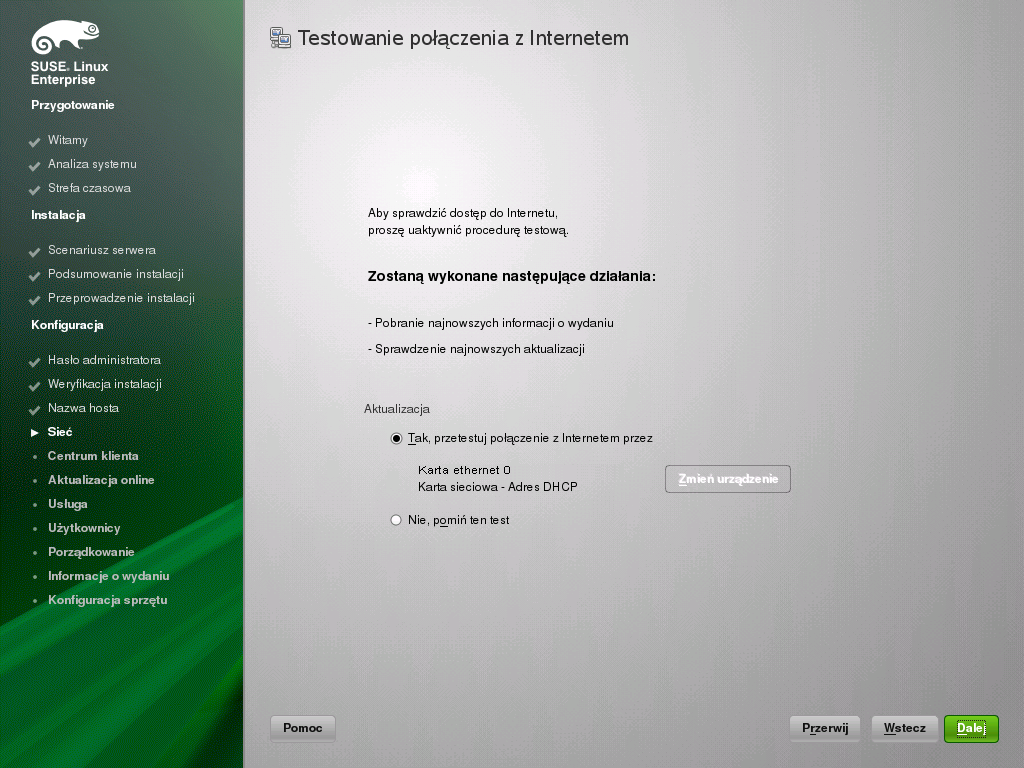 SUSE® Linux
Enterprise
Przygotowanie
Witamy
Analiza systemu
Strefa czasowa
Instalacja
Scenariusz serwera
Podsumowanie instalacji
Przeprowadzenie instalacji
Konfiguracja
Hasło administratora
Weryfikacja instalacji
Nazwa hosta
Sieć
Centrum klienta
Aktualizacja online
Usługa
Użytkownicy
Porządkowanie
Informacje o wydaniu
Konfiguracja sprzętu
Testowanie połączenia z Internetem
Aby sprawdzić dostęp do Internetu,
proszę uaktywnić procedurę testową.
Zostaną wykonane następujące działania:
- Pobranie najnowszych informacji o wydaniu
- Sprawdzenie najnowszych aktualizacji
Aktualizacja
Tak, przetestuj połączenie z Internetem przez
Karta ethernet 0
Karta sieciowa - Adres DHCP
Zmień urządzenie
Nie, pomiń ten test
Pomoc
Przerwij
Wstecz
Dalej